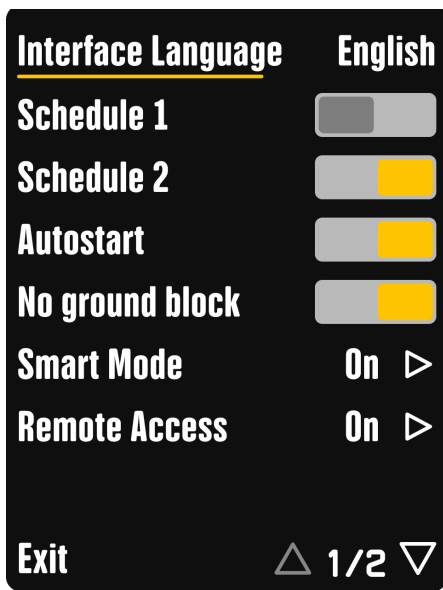 Interface Language English
Schedule 1
Schedule 2
Autostart
No ground block
Smart Mode On
Remote Access On
Exit 1/2